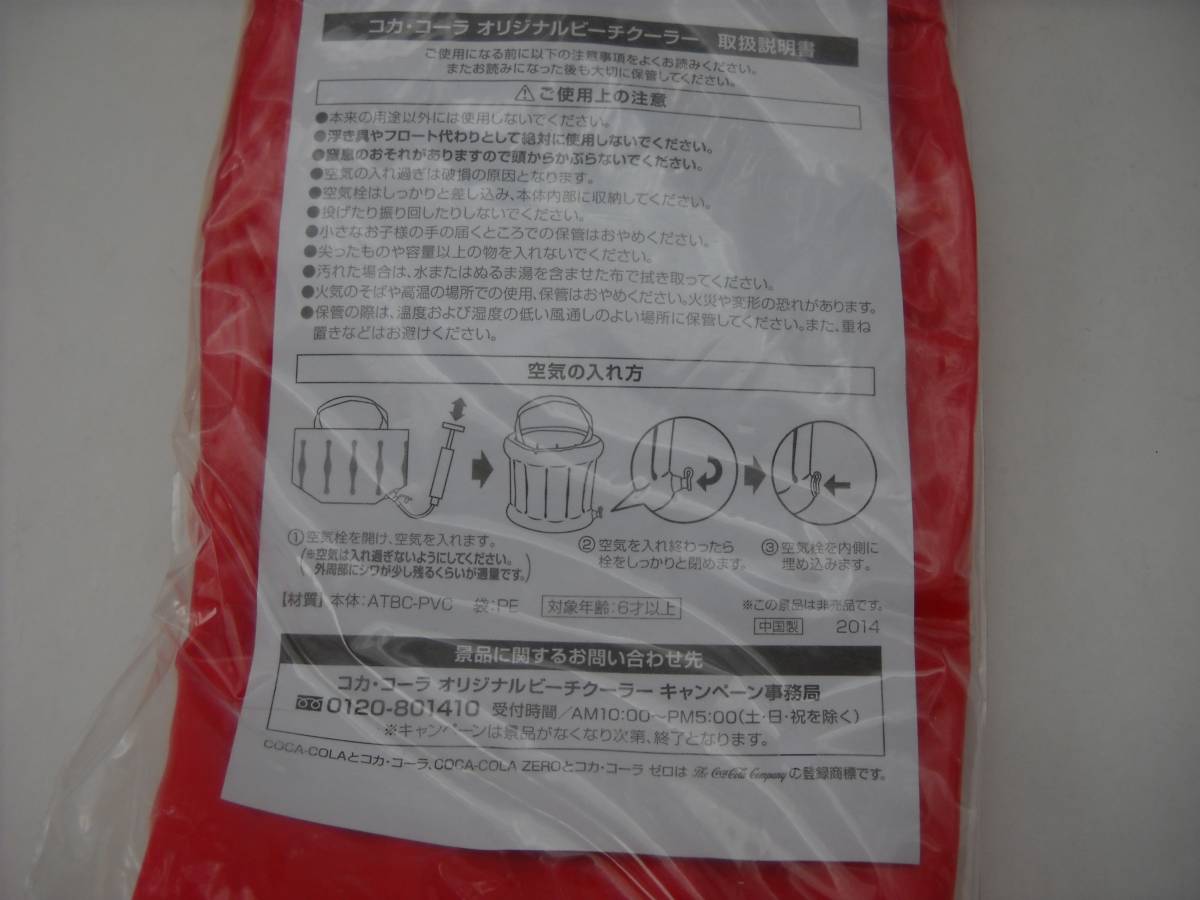 コカ・コーラ オリジナルビーチクーラー 取扱説明書
ご使用になる前に以下の注意事項をよくお読みください。
またお読みになった後も大切に保管してください。
⚠ご使用上の注意
●本来の用途以外には使用しないでください。
●浮き具やフロート代わりとして絶対に使用しないでください。
●窒息のおそれがありますので頭からかぶらないでください。
●空気の入れ過ぎは破損の原因となります。
●空気栓はしっかりと差し込み、本体内部に収納してください。
●投げたり振り回したりしないでください。
●小さなお子様の手の届くところでの保管はおやめください。
●尖ったものや容量以上の物を入れないでください。
●汚れた場合は、水またはぬるま湯を含ませた布で拭き取ってください。
●火気のそばや高温の場所での使用、保管はおやめください。火災や変形の恐れがあります。
●保管の際は、温度および湿度の低い風通しのよい場所に保管してください。また、重ね
置きなどはお避けください。
空気の入れ方
①空気栓を開け、空気を入れます。
(※空気は入れ過ぎないようにしてください。
外周部にシワが少し残るくらいが適量です。)
②空気を入れ終わったら
栓をしっかりと閉めます。
③空気栓を内側に
埋め込みます。
【材質】本体:ATBC-PVC 袋:PE 対象年齢:6才以上
※この景品は非売品です。
中国製 2014
景品に関するお問い合わせ先
コカ・コーラ オリジナルビーチクーラー キャンペーン事務局
0120-801410 受付時間/AM10:00~PM5:00(土・日・祝を除く)
※キャンペーンは景品がなくなり次第、終了となります。
COCA-COLAとコカ・コーラ、COCA-COLA ZEROとコカ・コーラ ゼロは The Coca-Cola Companyの登録商標です。